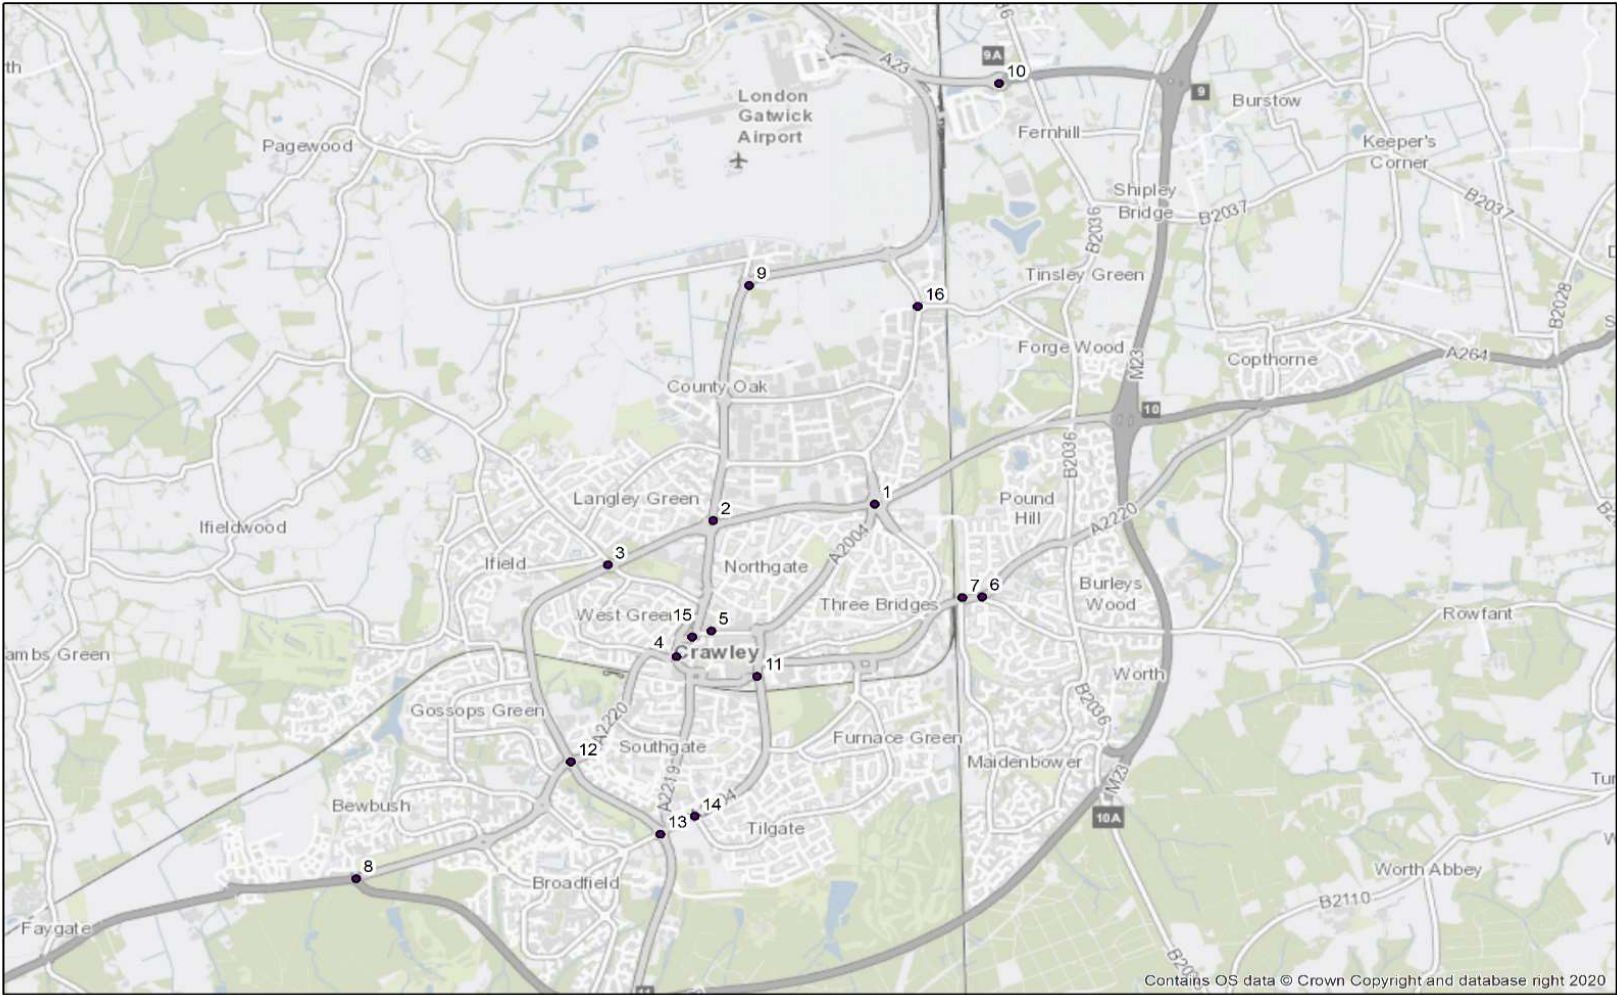 36
9A
10
A23
th
London
Gatwick
Airport
9
Burstow
Pagewood
Fernhill
Keeper's
Corner
Shipley
Bridge
B2037
B2037
B2036
9
Tinsley Green
16
B2028
Forge Wood
M23
Copthorne
A264
County Oak
10
B2036
Langley Green
2
1
Pound
Hill
A2220
Ifieldwood
A2004
3
Ifield
Northgate
7
6
Burleys
Wood
West Green
15
5
Three Bridges
Rowfant
4
Crawley
11
ambs Green
Worth
Gossops Green
A2220
B2036
12
Southgate
Furnace Green
Maidenbower
M23
A2219
Bewbush
14
4
13
Tilgate
10A
8
Broadfield
Worth Abbey
B2110
Faygate
11
Contains OS data © Crown Copyright and database right 2020